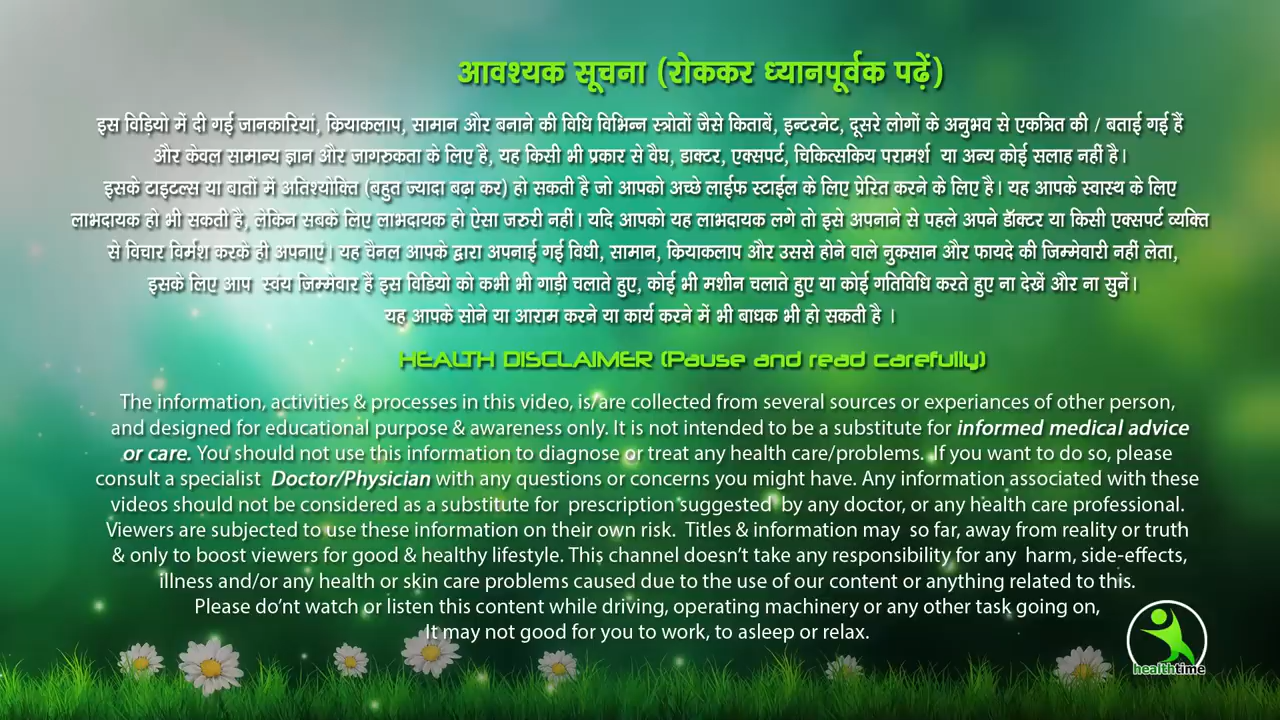 आवश्यक सूचना (रोककर ध्यानपूर्वक पढ़ें)
इस विड़ियो में दी गई जानकारियां, क्रियाकलाप, सामान और बनाने की विधि विभिन्न स्त्रोतों जैसे किताबें, इन्टरनेट, दूसरे लोगों के अनुभव से एकत्रित की / बताई गई हैं
और केवल सामान्य ज्ञान और जागरुकता के लिए है, यह किसी भी प्रकार से वैघ, डाक्टर, एक्सपर्ट, चिकित्सकिय परामर्श या अन्य कोई सलाह नहीं है।
इसके टाइटल्स या बातों में अतिश्योक्ति (बहुत ज्यादा बढ़ा कर) हो सकती है जो आपको अच्छे लाईफ स्टाईल के लिए प्रेरित करने के लिए है। यह आपके स्वास्थ के लिए
लाभदायक हो भी सकती है, लेकिन सबके लिए लाभदायक हो ऐसा जरुरी नहीं। यदि आपको यह लाभदायक लगे तो इसे अपनाने से पहले अपने डॉक्टर या किसी एक्सपर्ट व्यक्ति
से विचार विर्मश करके ही अपनाएं। यह चैनल आपके द्वारा अपनाई गई विधी, सामान, क्रियाकलाप और उससे होने वाले नुकसान और फायदे की जिम्मेवारी नहीं लेता,
इसके लिए आप स्वंय जिम्मेवार हैं इस विडियो को कभी भी गाड़ी चलाते हुए, कोई भी मशीन चलाते हुए या कोई गतिविधि करते हुए ना देखें और ना सुनें।
यह आपके सोने या आराम करने या कार्य करने में भी बाधक भी हो सकती है ।
HEALTH DISCLAIMER (Pause and read carefully)
The information, activities & processes in this video, is/are collected from several sources or experiances of other person,
and designed for educational purpose & awareness only. It is not intended to be a substitute for informed medical advice
or care. You should not use this information to diagnose or treat any health care/problems. If you want to do so, please
consult a specialist Doctor/Physician with any questions or concerns you might have. Any information associated with these
videos should not be considered as a substitute for prescription suggested by any doctor, or any health care professional.
Viewers are subjected to use these information on their own risk. Titles & information may so far, away from reality or truth
& only to boost viewers for good & healthy lifestyle. This channel doesn't take any responsibility for any harm, side-effects,
illness and/or any health or skin care problems caused due to the use of our content or anything related to this.
Please do'nt watch or listen this content while driving, operating machinery or any other task going on,
It may not good for you to work, to asleep or relax.
healthtime